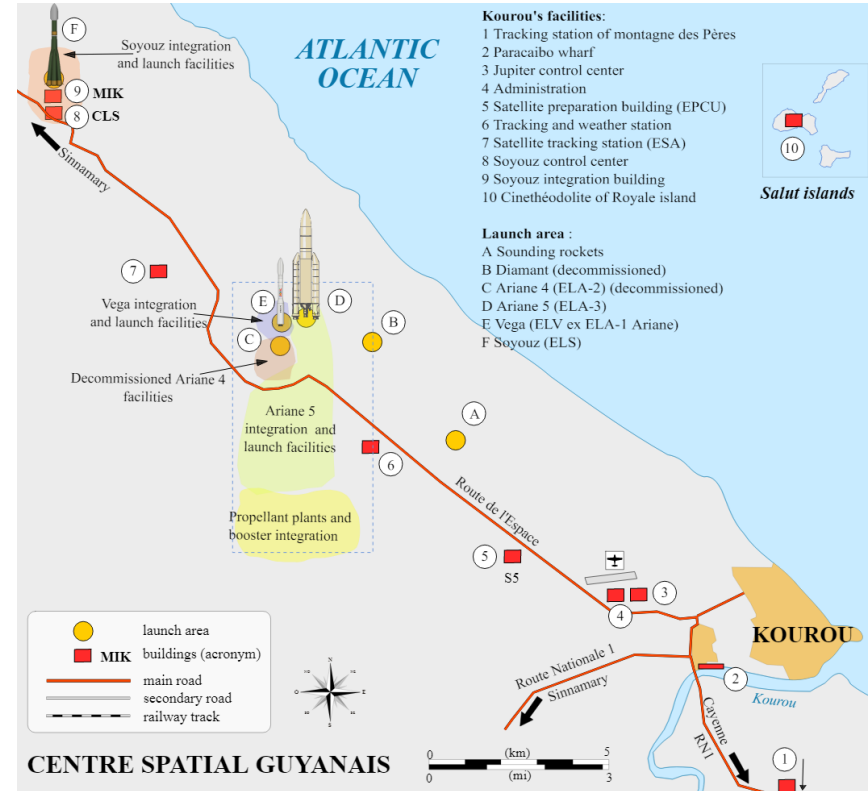 F
Soyouz integration
and launch facilities
9 MIK
8 CLS
Sinnamary
ATLANTIC
OCEAN
Kourou's facilities:
1 Tracking station of montagne des Pères
2 Paracaibo wharf
3 Jupiter control center
4 Administration
5 Satellite preparation building (EPCU)
6 Tracking and weather station
7 Satellite tracking station (ESA)
8 Soyouz control center
9 Soyouz integration building
10 Cinethéodolite of Royale island
Launch area :
A Sounding rockets
B Diamant (decommissioned)
C Ariane 4 (ELA-2) (decommissioned)
D Ariane 5 (ELA-3)
E Vega (ELV ex ELA-1 Ariane)
F Soyouz (ELS)
10
Salut islands
7
Vega integration
and launch facilities
E
D
B
C
Decommissioned Ariane 4
facilities
Ariane 5
integration and
launch facilities
A
6
Propellant plants and
booster integration
Route de l'Espace
5
S5
3
4
KOUROU
2
Kourou
Route Nationale 1
Sinnamary
Cayenne
RN1
1
launch area
MIK buildings (acronym)
main road
secondary road
railway track
N
O E
S
0 (km) 5
0 (mi) 3
CENTRE SPATIAL GUYANAIS